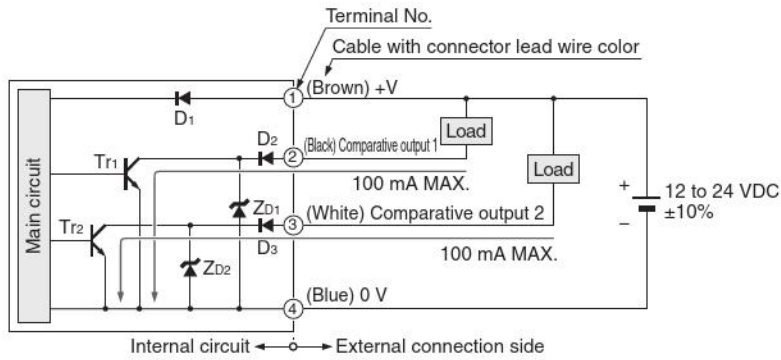 Terminal No.
Cable with connector lead wire color
1 (Brown) +V
D1
Load
D2
2 (Black) Comparative output 1
Tr1
Load
100 mA MAX.
Main circuit
+ 12 to 24 VDC
ZD1
3 (White) Comparative output 2
− ±10%
Tr2
D3
100 mA MAX.
ZD2
4 (Blue) 0 V
Internal circuit External connection side